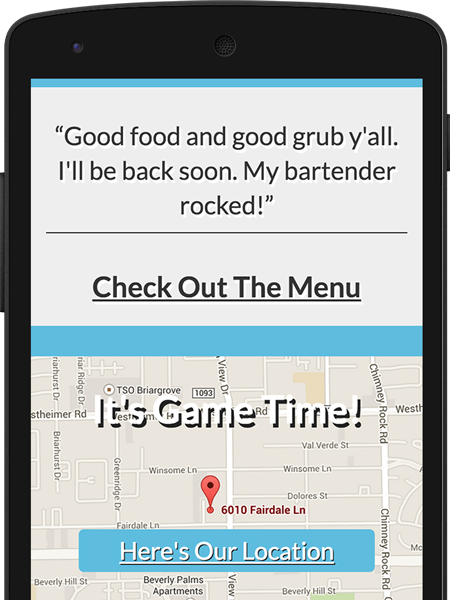 “Good food and good grub y'all.
I'll be back soon. My bartender
rocked!”
Check Out The Menu
Briarhurst Dr
Briar Ridge Dr
TSO Briargrove
1093
View Dr
Chimney Rock Rd
stheimer Rd
Westh
It's Game Time!
Briarhurst Dr
Greenridge Dr
Val Verde St
Winsome Ln
Winsome Ln
Dolores St
6010 Fairdale Ln
Fairdale Ln
Chimney Rock Rd
Here's Our Location
Beverly Hill St
Beverly Palms
Apartments
View
Beverly Hill St